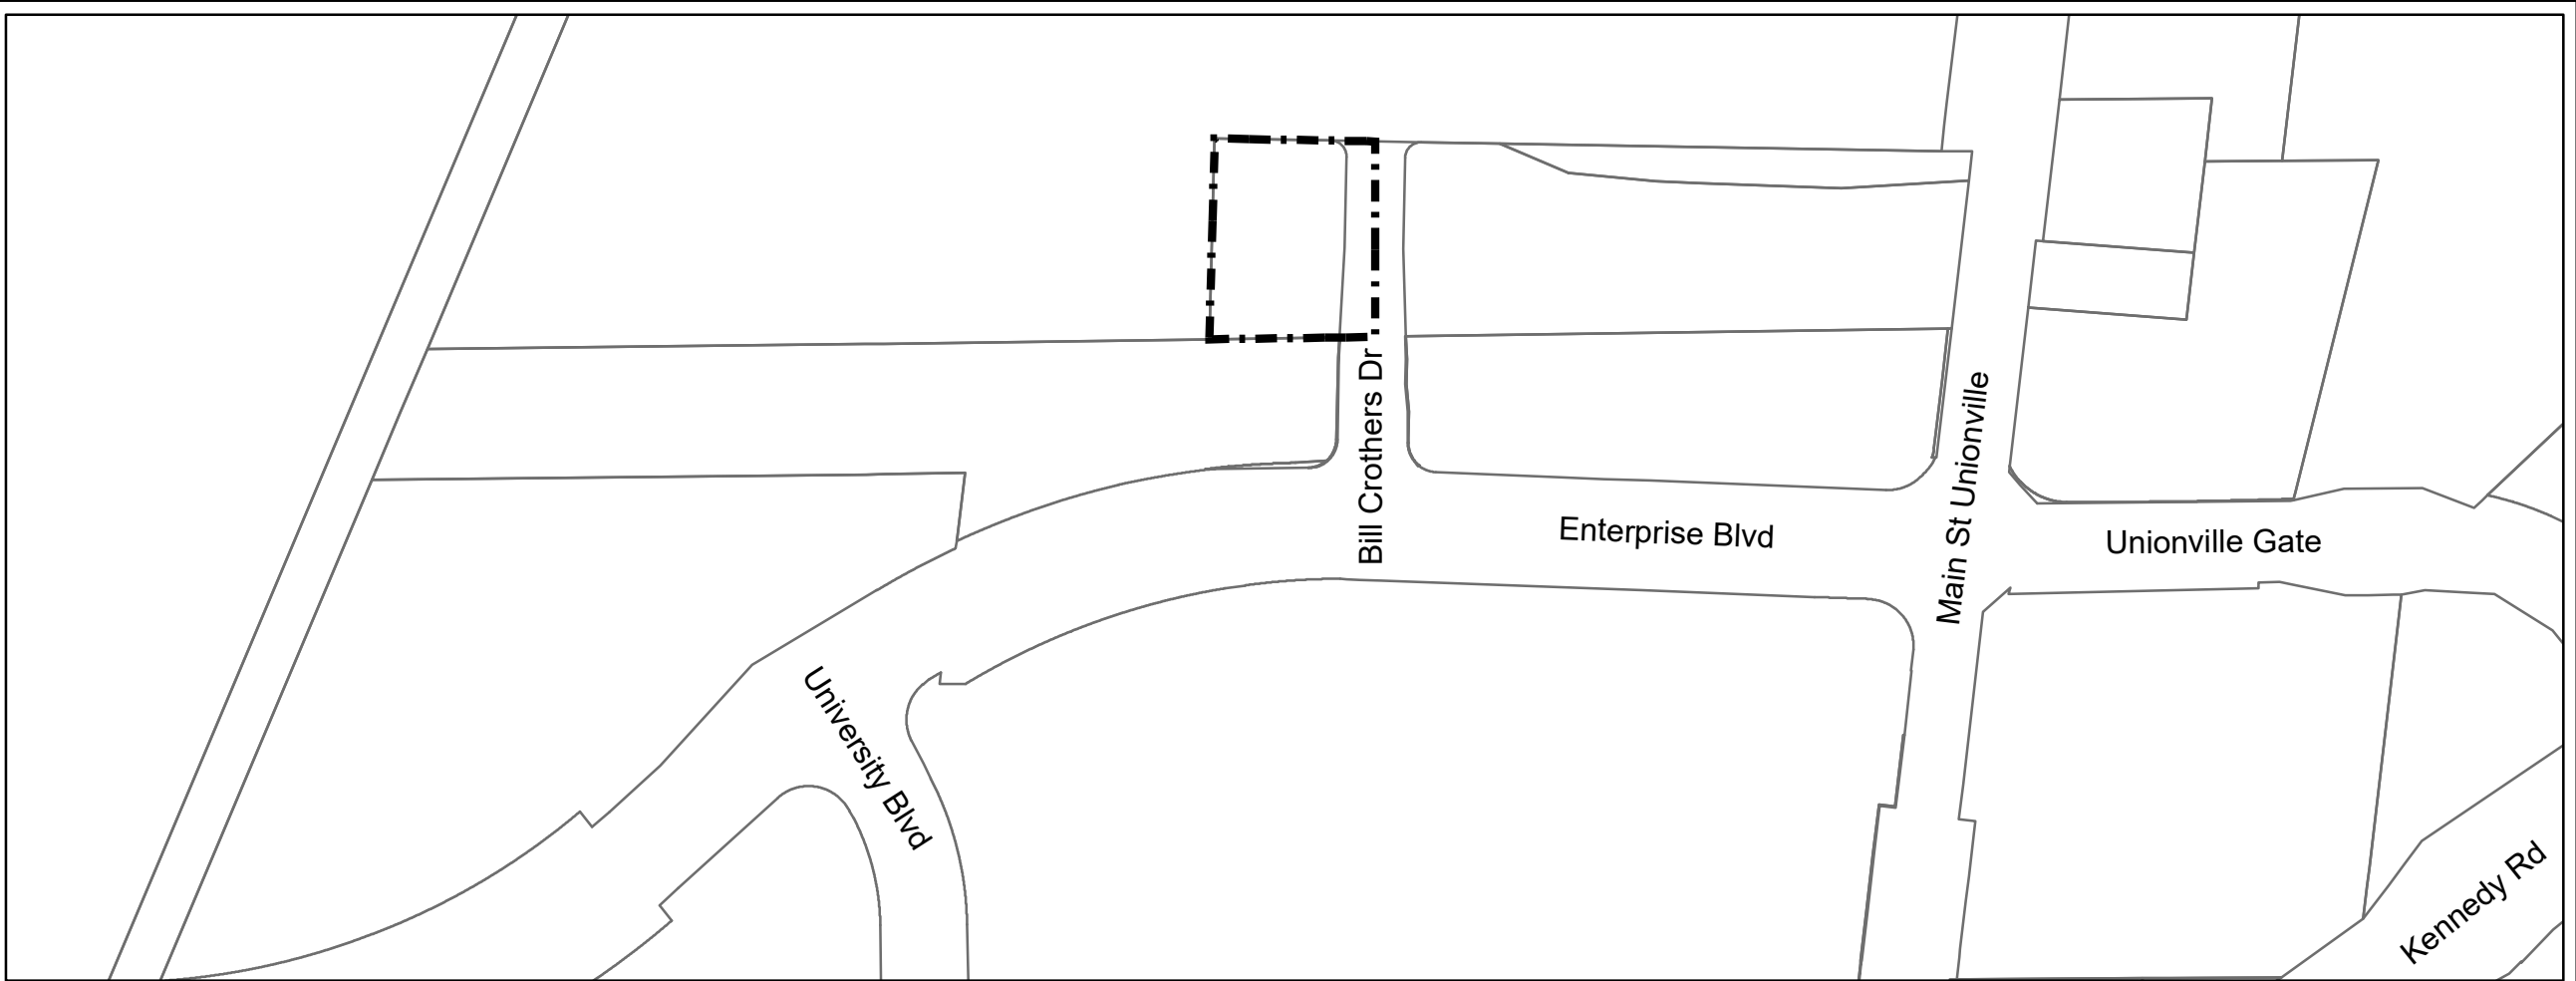 Bill Crothers Dr
Enterprise Blvd
Main St Unionville
Unionville Gate
University Blvd
Kennedy Rd